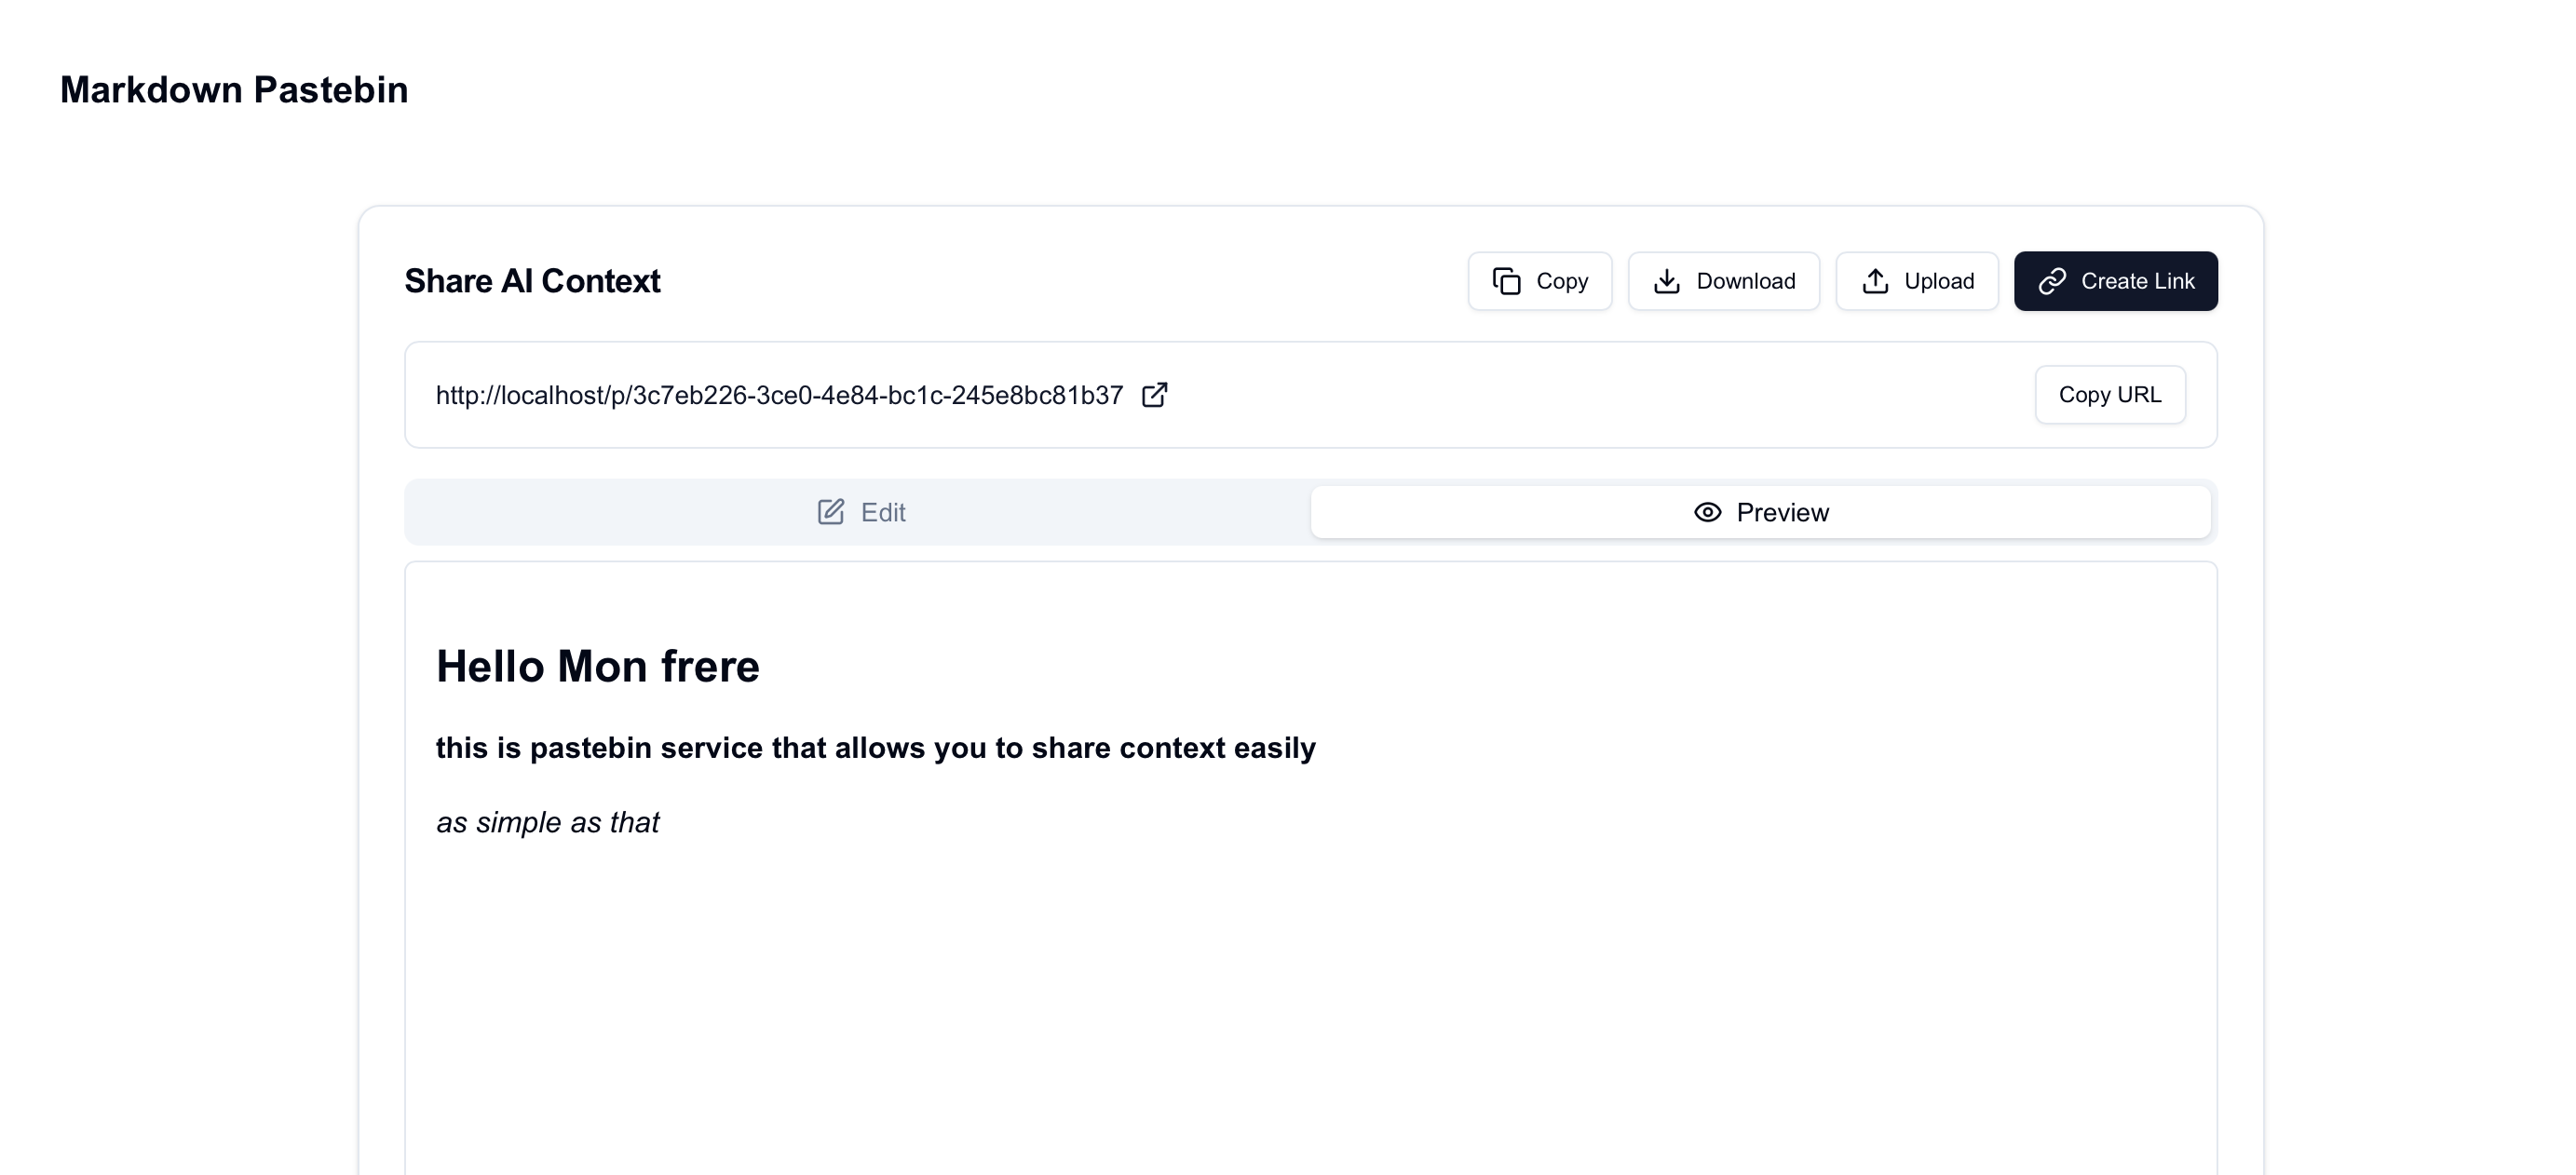 Markdown Pastebin
Share AI Context
Copy
Download
Upload
Create Link
http://localhost/p/3c7eb226-3ce0-4e84-bc1c-245e8bc81b37
Copy URL
Edit
Preview
Hello Mon frere
this is pastebin service that allows you to share context easily
as simple as that